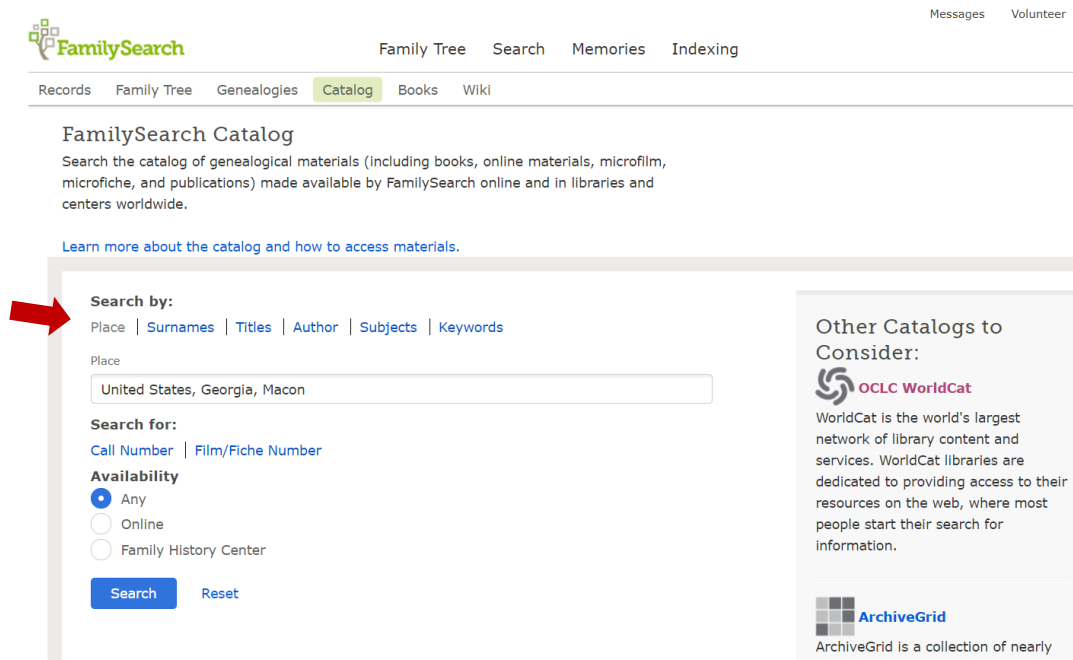 Messages Volunteer
FamilySearch
Family Tree Search Memories Indexing
Records Family Tree Genealogies Catalog Books Wiki
FamilySearch Catalog
Search the catalog of genealogical materials (including books, online materials, microfilm,
microfiche, and publications) made available by FamilySearch online and in libraries and
centers worldwide.
Learn more about the catalog and how to access materials.
Search by:
Place | Surnames | Titles | Author | Subjects | Keywords
Place
United States, Georgia, Macon
Search for:
Call Number | Film/Fiche Number
Availability
Any
Online
Family History Center
Search Reset
Other Catalogs to
Consider:
OCLC WorldCat
WorldCat is the world's largest
network of library content and
services. WorldCat libraries are
dedicated to providing access to their
resources on the web, where most
people start their search for
information.
ArchiveGrid
ArchiveGrid is a collection of nearly